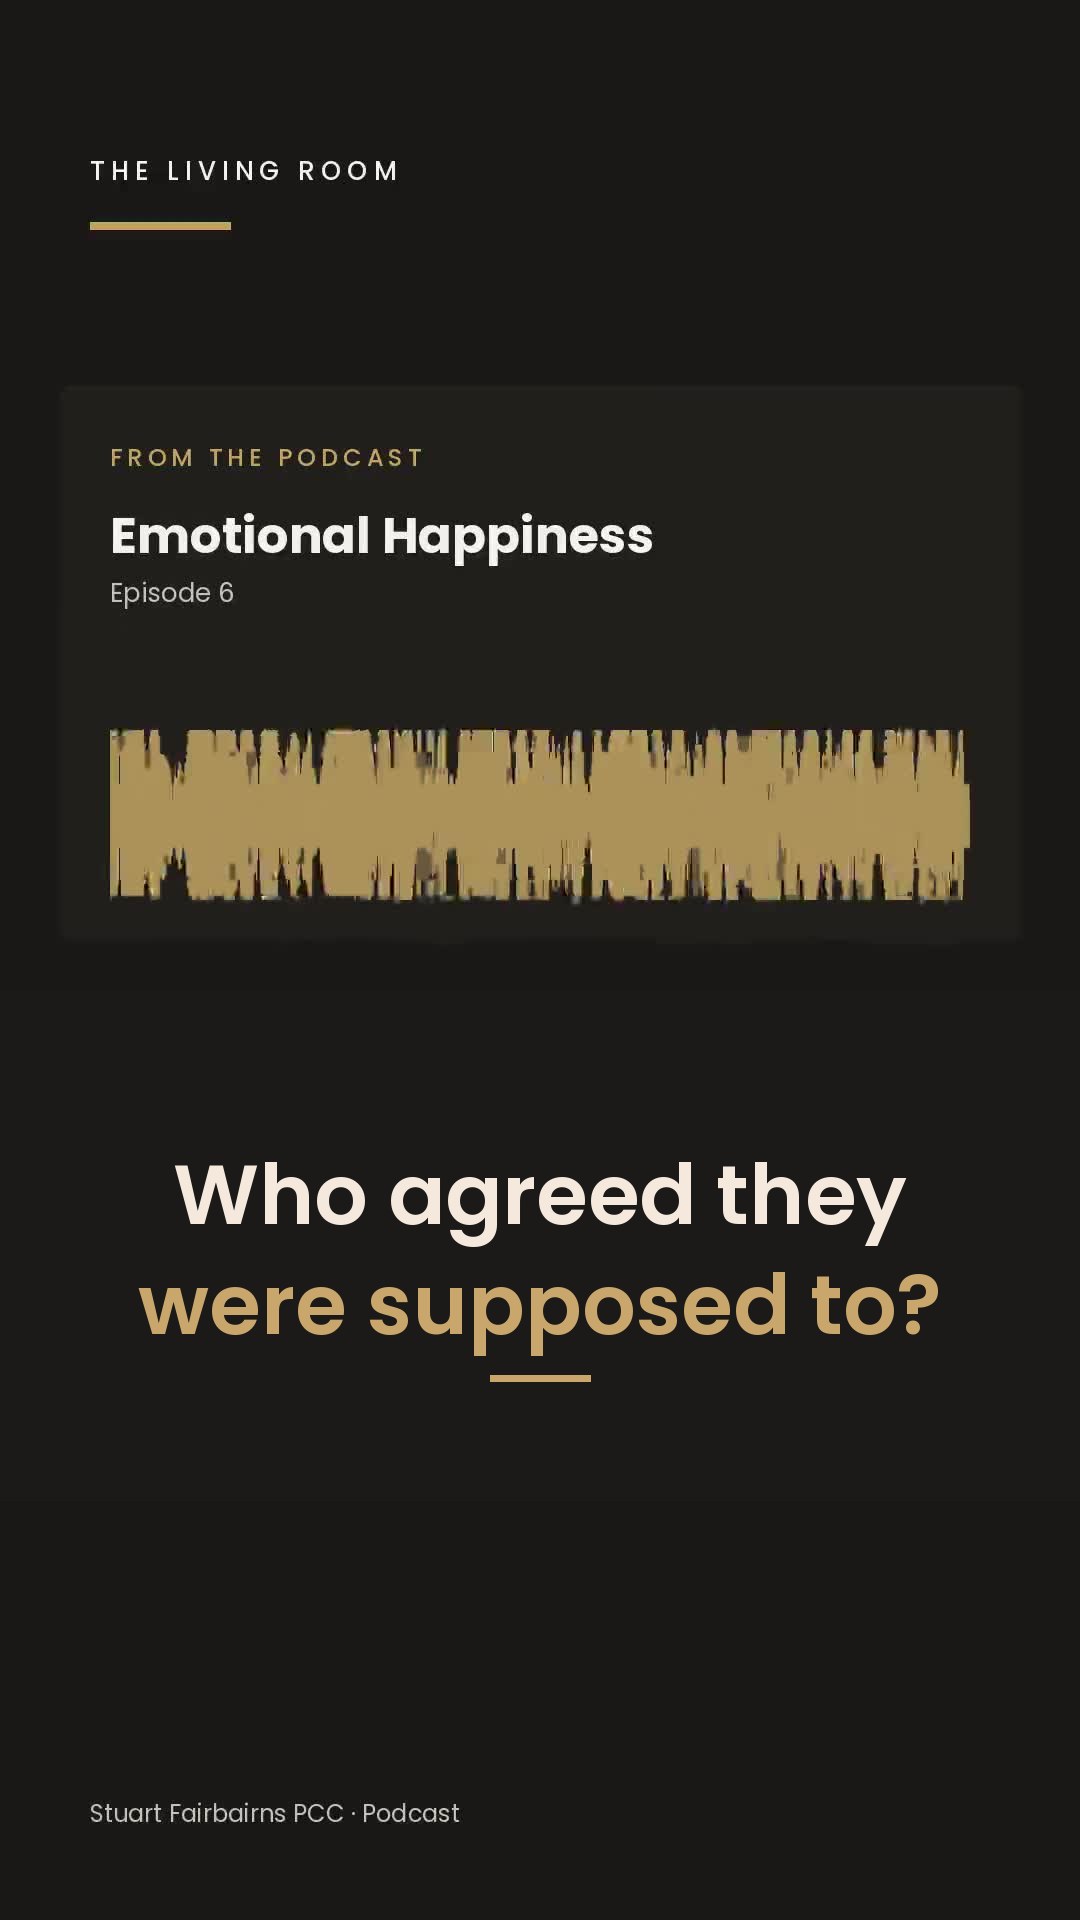 THE LIVING ROOM
FROM THE PODCAST
Emotional Happiness
Episode 6
Who agreed they
were supposed to?
Stuart Fairbairns PCC · Podcast